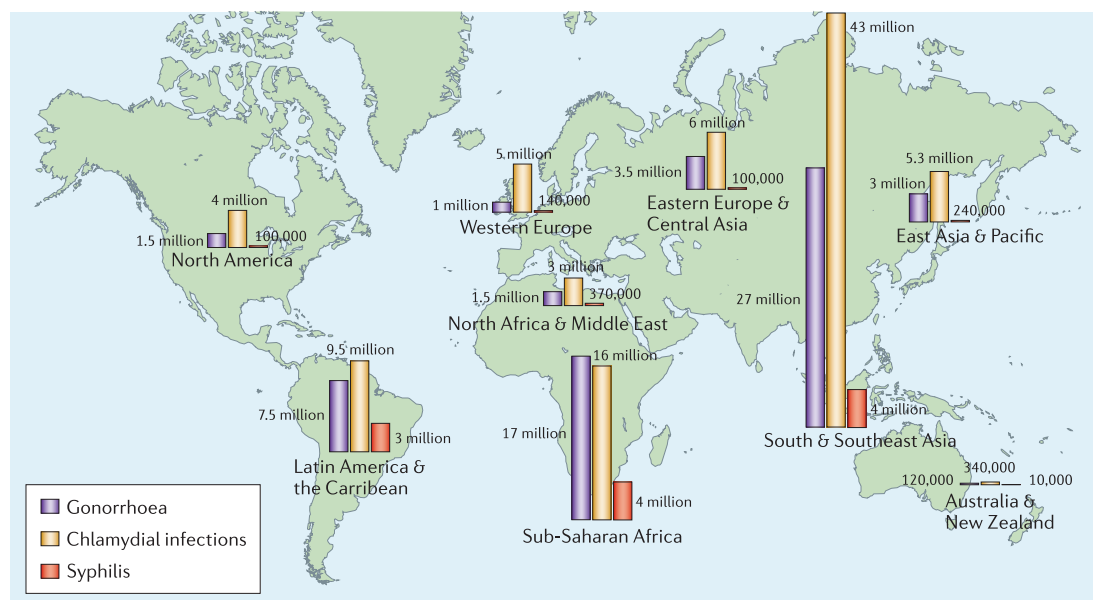 43 million
6 million
3.5 million
100,000
Eastern Europe &
Central Asia
5 million
1 million
140,000
Western Europe
5.3 million
3 million
240,000
East Asia & Pacific
4 million
1.5 million
100,000
North America
3 million
1.5 million
370,000
North Africa & Middle East
27 million
4 million
South & Southeast Asia
9.5 million
7.5 million
3 million
Latin America &
the Carribean
16 million
17 million
4 million
Sub-Saharan Africa
340,000
120,000
10,000
Australia &
New Zealand
Gonorrhoea
Chlamydial infections
Syphilis